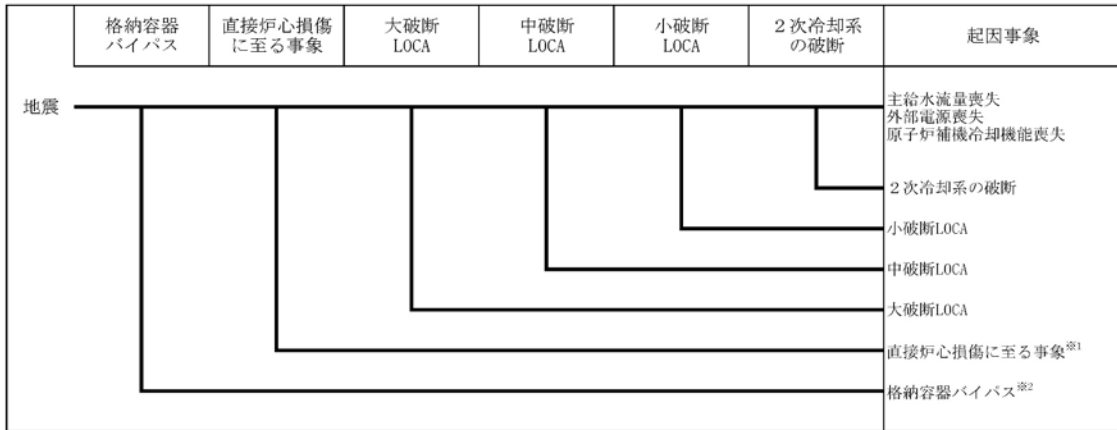 格納容器
バイパス
直接炉心損傷
に至る事象
大破断
LOCA
中破断
LOCA
小破断
LOCA
2次冷却系
の破断
起因事象
地震
主給水流量喪失
外部電源喪失
原子炉補機冷却機能喪失
2次冷却系の破断
小破断LOCA
中破断LOCA
大破断LOCA
直接炉心損傷に至る事象※1
格納容器バイパス※2